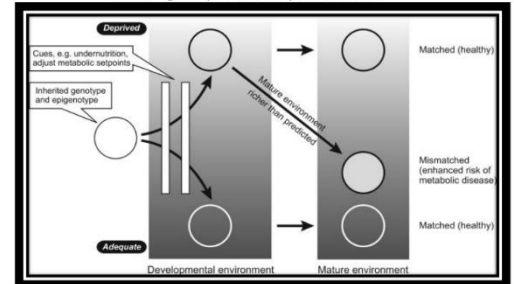 Deprived
Cues, e.g. undernutrition,
adjust metabolic setpoints
Inherited genotype
and epigenotype
Mature environment
richer than predicted
Matched (healthy)
Mismatched
(enhanced risk of
metabolic disease)
Matched (healthy)
Adequate
Developmental environment
Mature environment